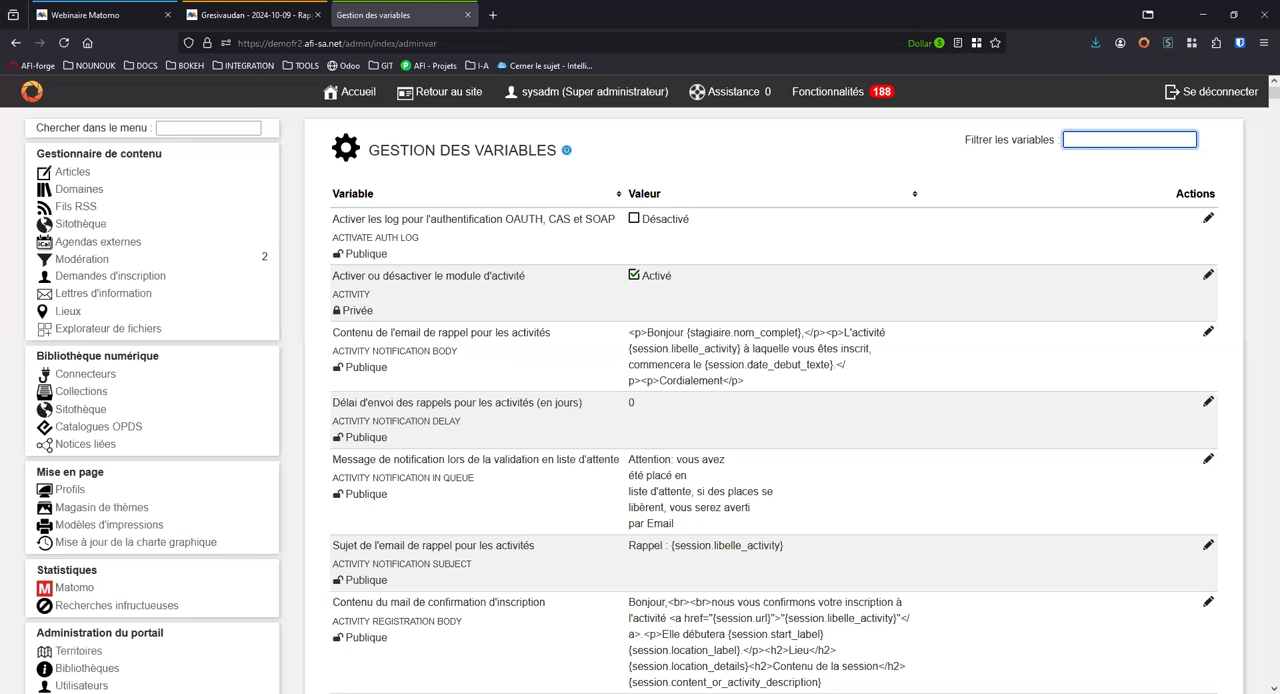 Webinaire Matomo
Gresivaudan - 2024-10-09 - Rap
Gestion des variables
https://demofr2.afi-sa.net/admin/index/adminvar
Dollar
AFI-forge
NOUNOUK
DOCS
BOKEH
INTEGRATION
TOOLS
Odoo
GIT
AFI - Projets
I-A
Cerner le sujet - Intelli...
Accueil
Retour au site
sysadm (Super administrateur)
Assistance 0
Fonctionnalités 188
Se déconnecter
Chercher dans le menu :
Gestionnaire de contenu
Articles
Domaines
Fils RSS
Sitothèque
Agendas externes
Modération 2
Demandes d'inscription
Lettres d'information
Lieux
Explorateur de fichiers
Bibliothèque numérique
Connecteurs
Collections
Sitothèque
Catalogues OPDS
Notices liées
Mise en page
Profils
Magasin de thèmes
Modèles d'impressions
Mise à jour de la charte graphique
Statistiques
Matomo
Recherches infructueuses
Administration du portail
Territoires
Bibliothèques
Utilisateurs
GESTION DES VARIABLES
Filtrer les variables :
Variable
Valeur
Actions
Activer les log pour l'authentification OAUTH, CAS et SOAP
ACTIVATE AUTH LOG
Publique
Désactivé
Activer ou désactiver le module d'activité
ACTIVITY
Privée
Activé
Contenu de l'email de rappel pour les activités
ACTIVITY NOTIFICATION BODY
Publique
<p>Bonjour {stagiaire.nom_complet},</p><p>L'activité
{session.libelle_activity} à laquelle vous êtes inscrit,
commencera le {session.date_debut_texte}.</
p><p>Cordialement</p>
Délai d'envoi des rappels pour les activités (en jours)
ACTIVITY NOTIFICATION DELAY
Publique
0
Message de notification lors de la validation en liste d'attente
ACTIVITY NOTIFICATION IN QUEUE
Publique
Attention: vous avez
été placé en
liste d'attente, si des places se
libèrent, vous serez averti
par Email
Sujet de l'email de rappel pour les activités
ACTIVITY NOTIFICATION SUBJECT
Publique
Rappel : {session.libelle_activity}
Contenu du mail de confirmation d'inscription
ACTIVITY REGISTRATION BODY
Publique
Bonjour,<br><br>nous vous confirmons votre inscription à
l'activité <a href="{session.url}">"{session.libelle_activity}"</
a>.<p>Elle débutera {session.start_label}
{session.location_label}.</p><h2>Lieu</h2>
{session.location_details}<h2>Contenu de la session</h2>
{session.content_or_activity_description}